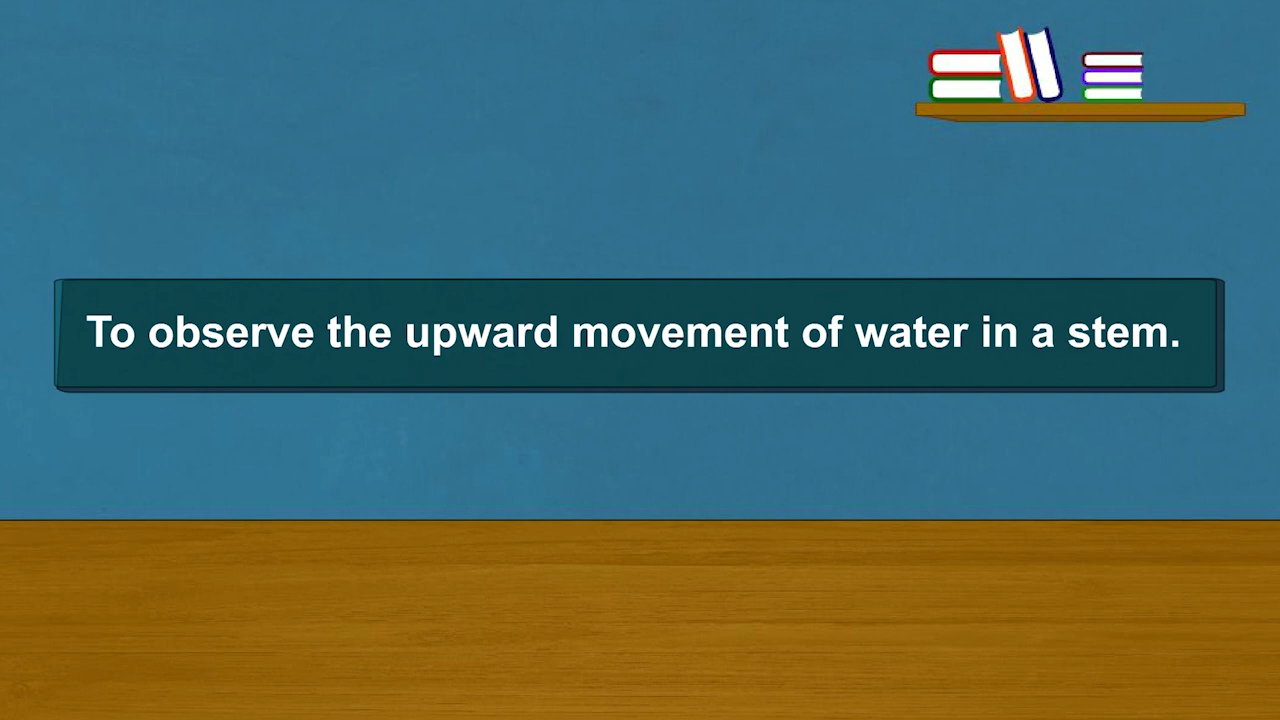 To observe the upward movement of water in a stem.